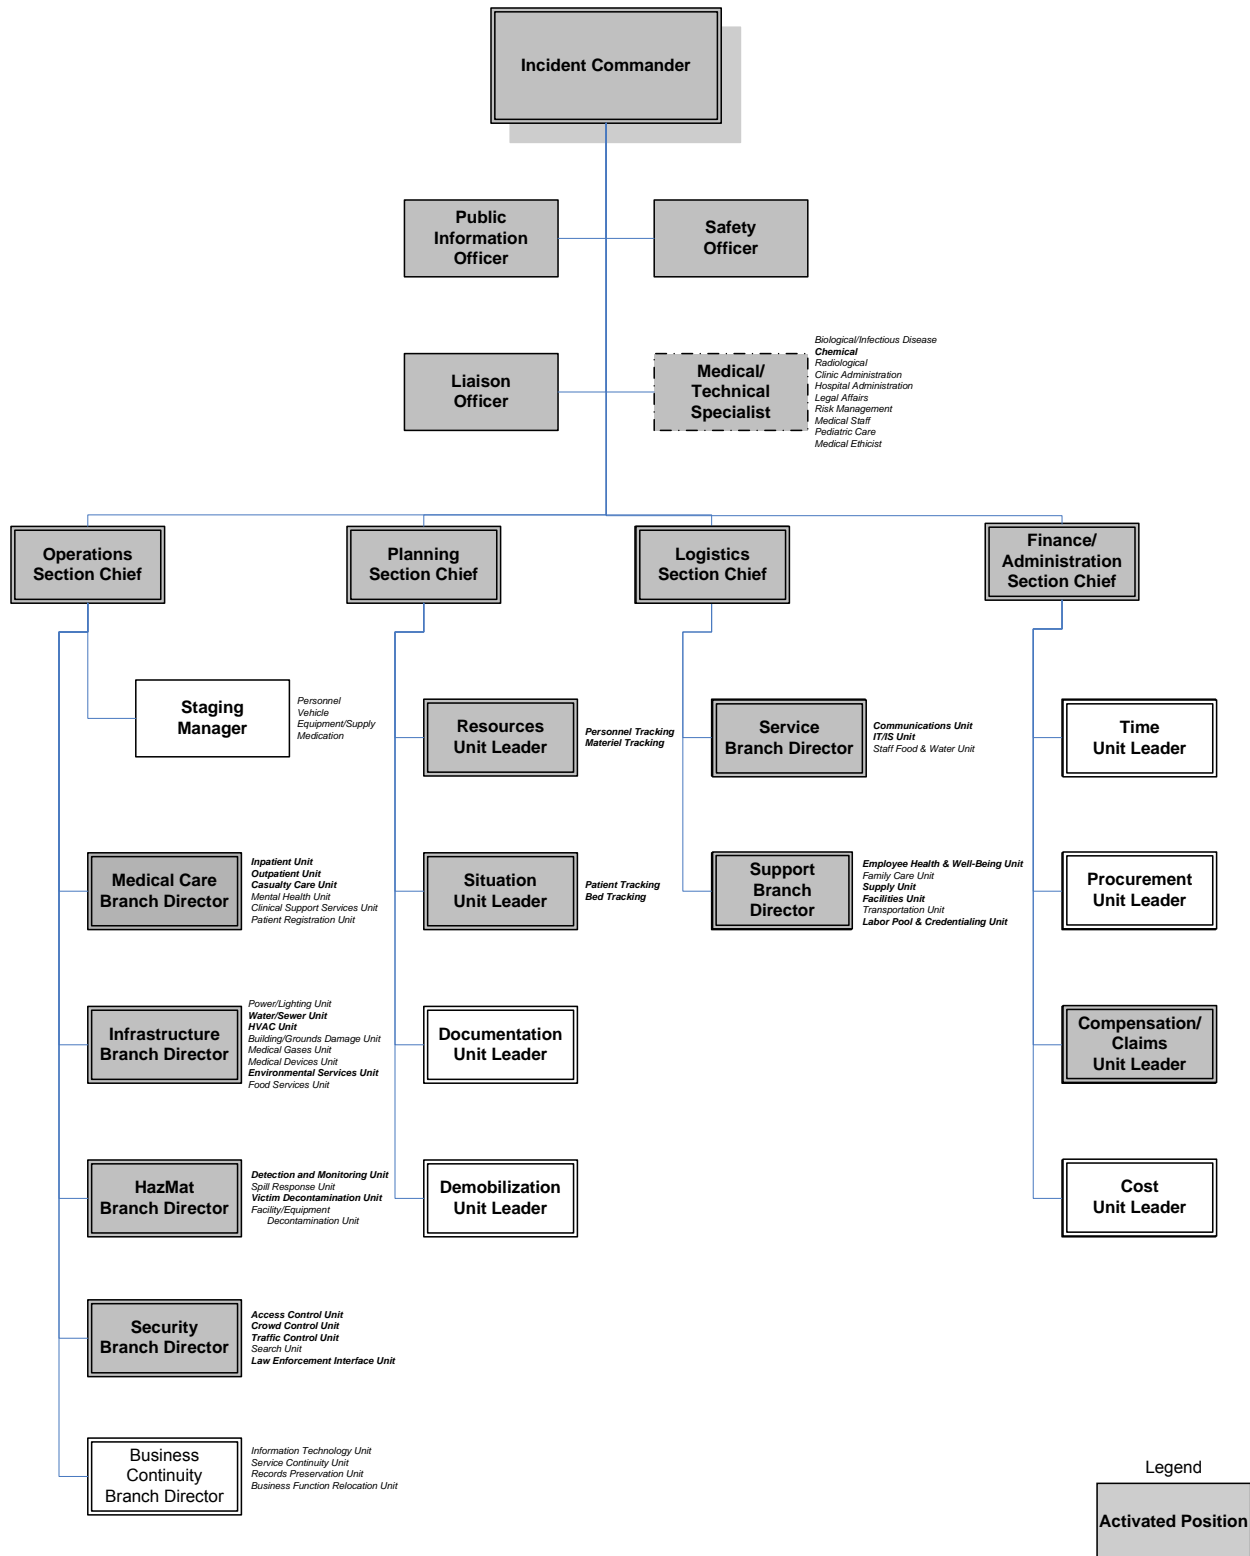 Incident Commander
Public
Information
Officer
Safety
Officer
Liaison
Officer
Medical/
Technical
Specialist
Biological/Infectious Disease
Chemical
Radiological
Clinic Administration
Hospital Administration
Legal Affairs
Risk Management
Medical Staff
Pediatric Care
Medical Ethicist
Operations
Section Chief
Planning
Section Chief
Logistics
Section Chief
Finance/
Administration
Section Chief
Staging
Manager
Personnel
Vehicle
Equipment/Supply
Medication
Resources
Unit Leader
Personnel Tracking
Materiel Tracking
Service
Branch Director
Communications Unit
IT/IS Unit
Staff Food & Water Unit
Time
Unit Leader
Medical Care
Branch Director
Inpatient Unit
Outpatient Unit
Casualty Care Unit
Mental Health Unit
Clinical Support Services Unit
Patient Registration Unit
Situation
Unit Leader
Patient Tracking
Bed Tracking
Support
Branch
Director
Employee Health & Well-Being Unit
Family Care Unit
Supply Unit
Facilities Unit
Transportation Unit
Labor Pool & Credentialing Unit
Procurement
Unit Leader
Infrastructure
Branch Director
Power/Lighting Unit
Water/Sewer Unit
HVAC Unit
Building/Grounds Damage Unit
Medical Gases Unit
Medical Devices Unit
Environmental Services Unit
Food Services Unit
Documentation
Unit Leader
Compensation/
Claims
Unit Leader
HazMat
Branch Director
Detection and Monitoring Unit
Spill Response Unit
Victim Decontamination Unit
Facility/Equipment
Decontamination Unit
Demobilization
Unit Leader
Cost
Unit Leader
Security
Branch Director
Access Control Unit
Crowd Control Unit
Traffic Control Unit
Search Unit
Law Enforcement Interface Unit
Business
Continuity
Branch Director
Information Technology Unit
Service Continuity Unit
Records Preservation Unit
Business Function Relocation Unit
Legend
Activated Position